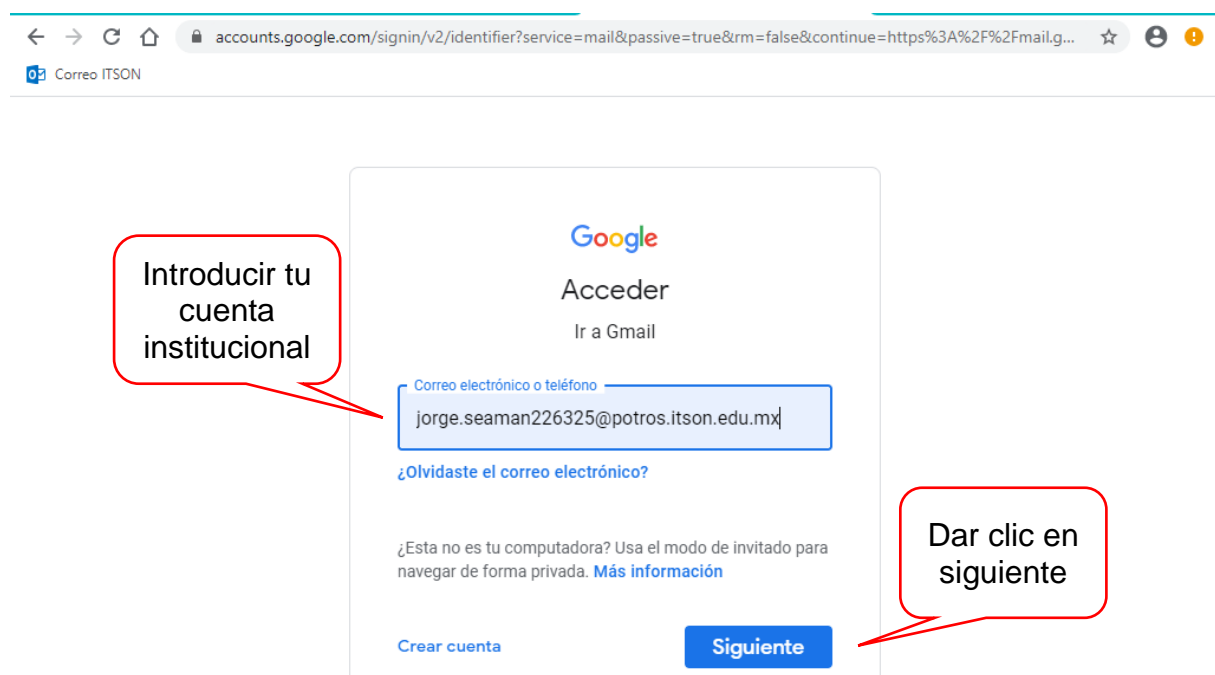 accounts.google.com/signin/v2/identifier?service=mail&passive=true&rm=false&continue=https%3A%2F%2Fmail.g...
Correo ITSON
Google
Acceder
Ir a Gmail
Introducir tu
cuenta
institucional
Correo electrónico o teléfono
jorge.seaman226325@potros.itson.edu.mx
¿Olvidaste el correo electrónico?
¿Esta no es tu computadora? Usa el modo de invitado para
navegar de forma privada. Más información
Dar clic en
siguiente
Crear cuenta
Siguiente